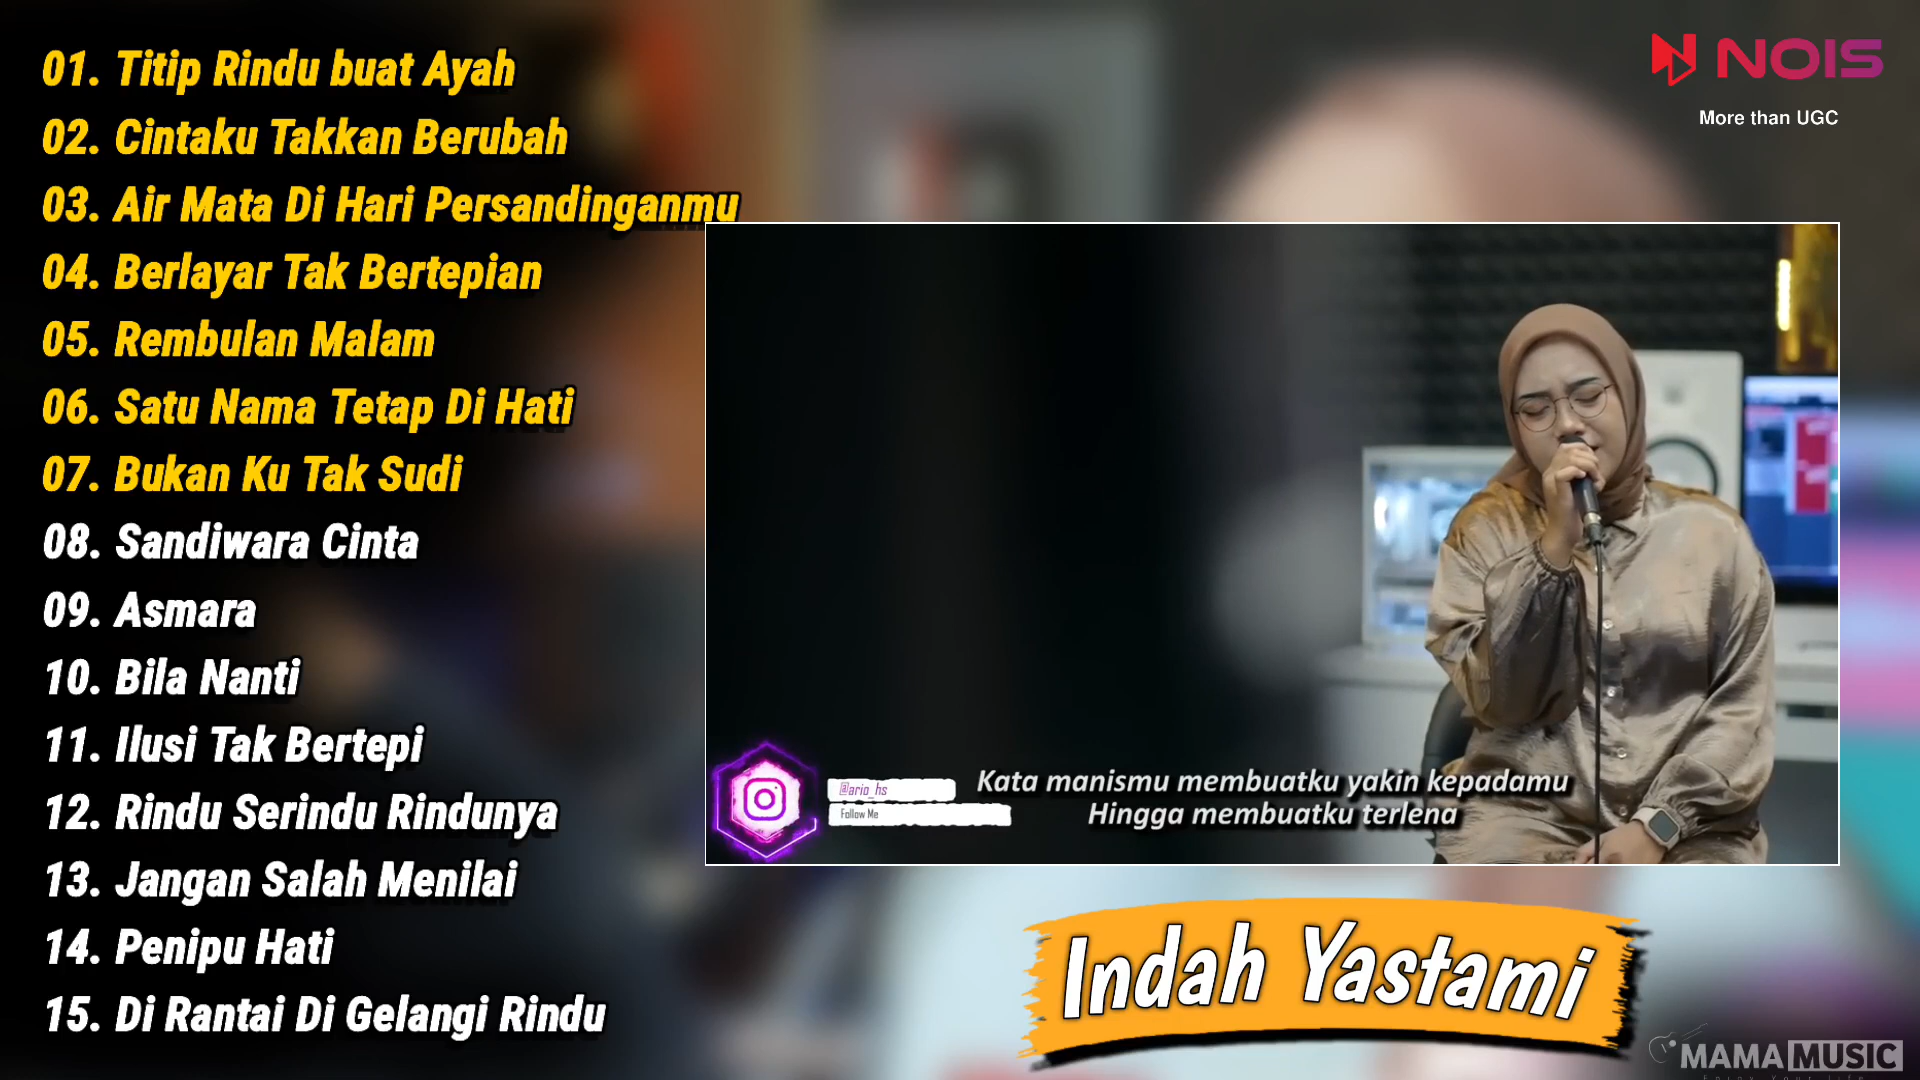 01. Titip Rindu buat Ayah
02. Cintaku Takkan Berubah
03. Air Mata Di Hari Persandinganmu
04. Berlayar Tak Bertepian
05. Rembulan Malam
06. Satu Nama Tetap Di Hati
07. Bukan Ku Tak Sudi
08. Sandiwara Cinta
09. Asmara
10. Bila Nanti
11. Ilusi Tak Bertepi
12. Rindu Serindu Rindunya
13. Jangan Salah Menilai
14. Penipu Hati
15. Di Rantai Di Gelangi Rindu
NOIS
More than UGC
@ario_hs
Follow Me
Kata manismu membuatku yakin kepadamu
Hingga membuatku terlena
Indah Yastami
MAMA MUSIC